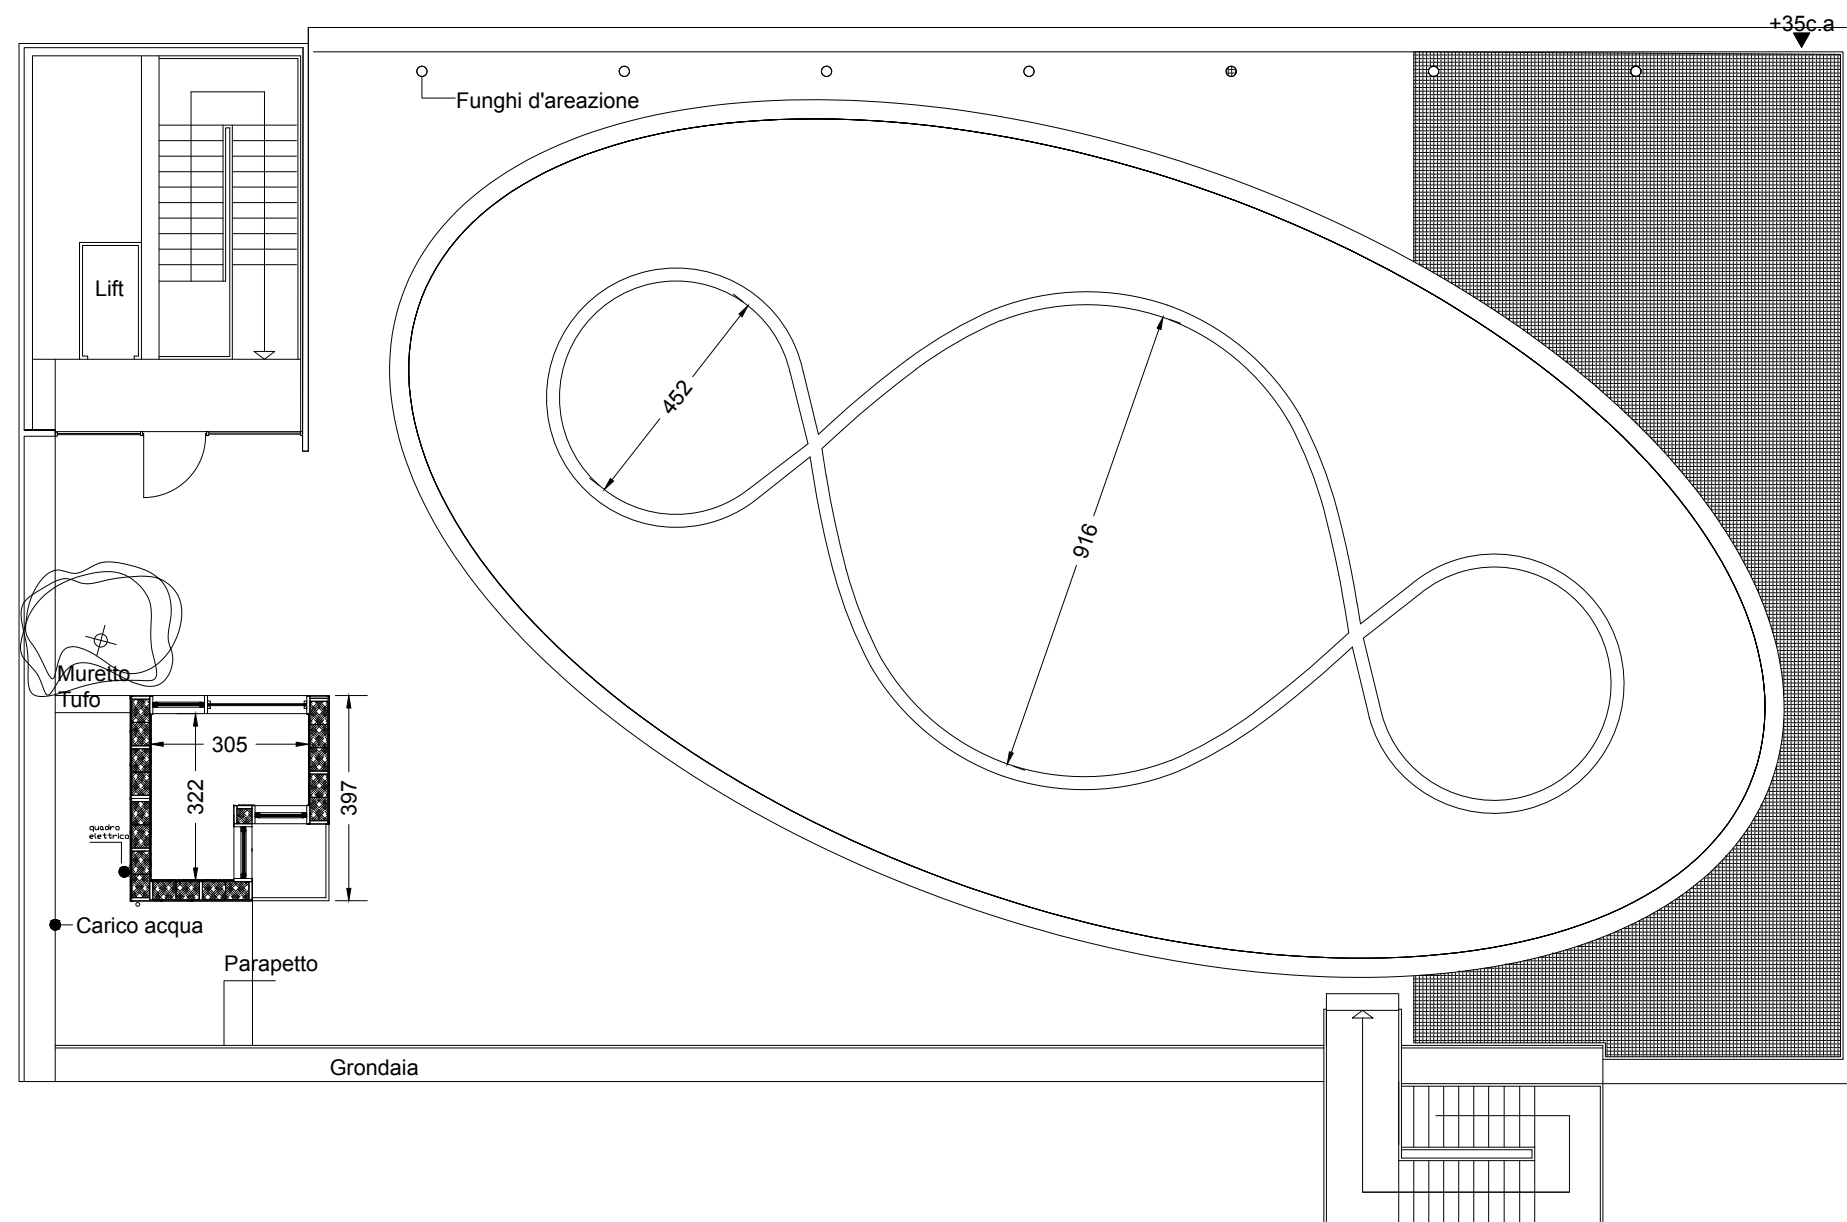 +35c.a
Funghi d'areazione
Lift
452
916
Muretto
Tufo
305
322
397
quadro
elettrico
Carico acqua
Parapetto
Grondaia